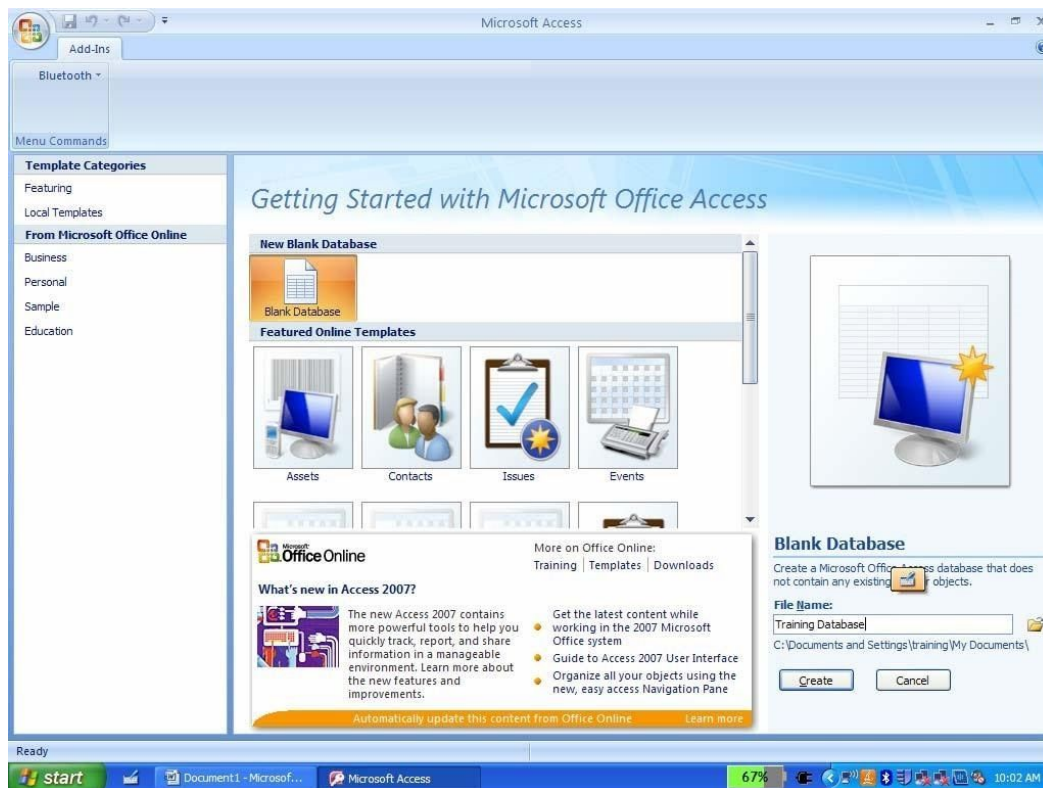 Microsoft Access
Add-Ins
Bluetooth
Menu Commands
Template Categories
Featuring
Local Templates
From Microsoft Office Online
Business
Personal
Sample
Education
Getting Started with Microsoft Office Access
New Blank Database
Blank Database
Featured Online Templates
Assets
Contacts
Issues
Events
Microsoft
Office Online
More on Office Online:
Training | Templates | Downloads
What's new in Access 2007?
The new Access 2007 contains
more powerful tools to help you
quickly track, report, and share
information in a manageable
environment. Learn more about
the new features and
improvements.
Get the latest content while
working in the 2007 Microsoft
Office system
Guide to Access 2007 User Interface
Organize all your objects using the
new, easy access Navigation Pane
Automatically update this content from Office Online
Learn more
Blank Database
Create a Microsoft Office Access database that does
not contain any existing objects.
File Name:
Training Database
C:\Documents and Settings\training\My Documents\
Create
Cancel
Ready
start
Document1 - Microsof...
Microsoft Access
67%
10:02 AM